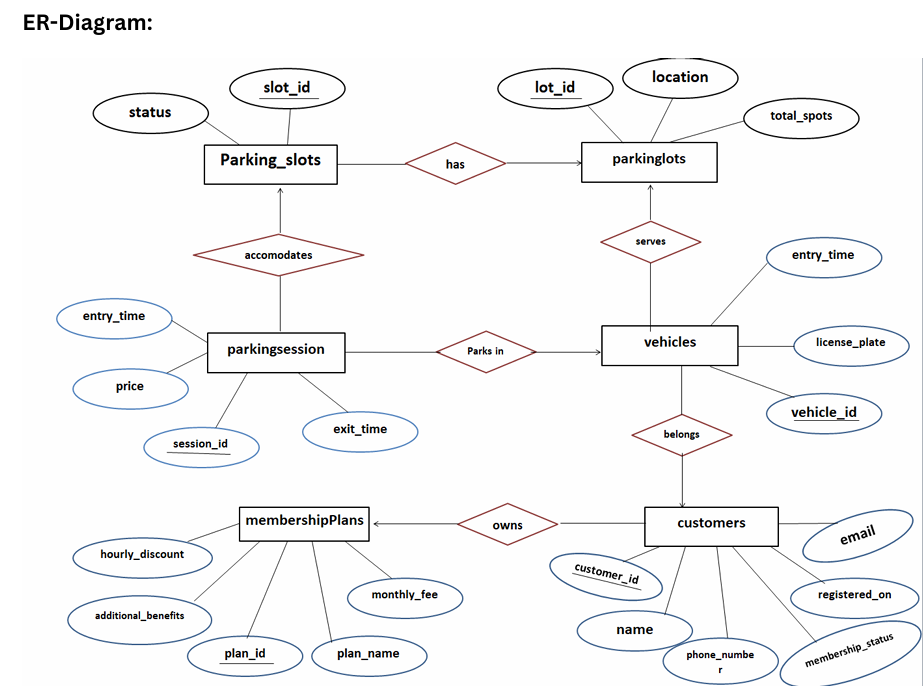 ER-Diagram:
location
slot_id
lot_id
status
total_spots
Parking_slots
has
parkinglots
serves
accomodates
entry_time
entry_time
parkingsession
Parks in
vehicles
license_plate
price
vehicle_id
session_id
exit_time
belongs
membershipPlans
owns
customers
email
hourly_discount
customer_id
monthly_fee
registered_on
additional_benefits
name
plan_id
plan_name
phone_numbe
r
membership_status